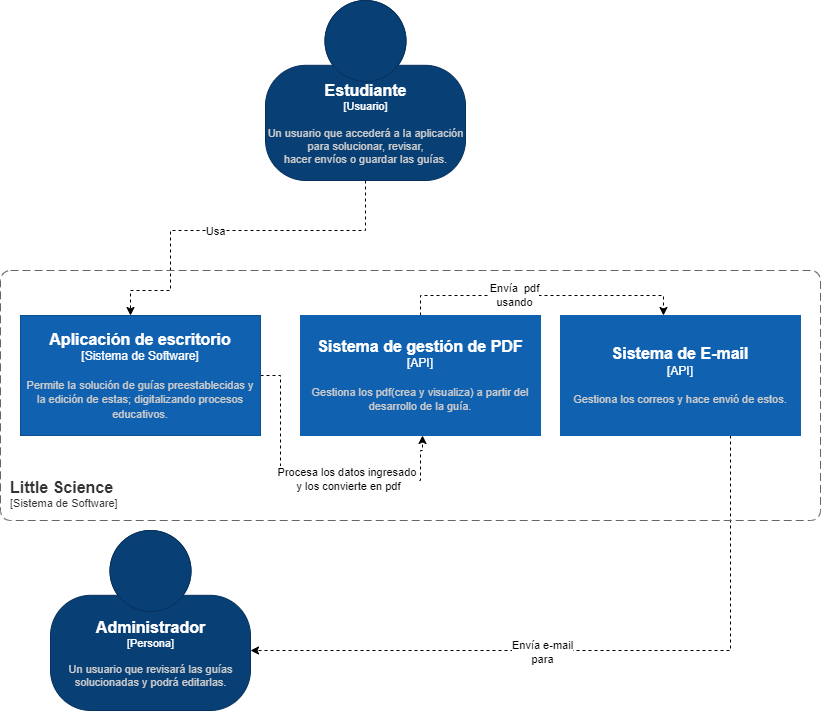 Estudiante
[Usuario]
Un usuario que accederá a la aplicación
para solucionar, revisar,
hacer envíos o guardar las guías.
Usa
Envía pdf
usando
Aplicación de escritorio
[Sistema de Software]
Permite la solución de guías preestablecidas y
la edición de estas; digitalizando procesos
educativos.
Sistema de gestión de PDF
[API]
Gestiona los pdf(crea y visualiza) a partir del
desarrollo de la guía.
Sistema de E-mail
[API]
Gestiona los correos y hace envió de estos.
Procesa los datos ingresado
y los convierte en pdf
Little Science
[Sistema de Software]
Administrador
[Persona]
Un usuario que revisará las guías
solucionadas y podrá editarlas.
Envía e-mail
para